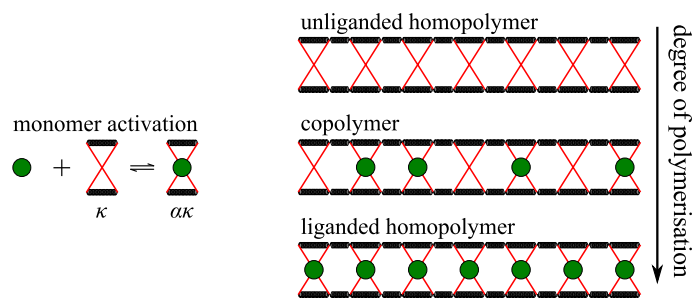 monomer activation
+
⇌
κ
ακ
unliganded homopolymer
copolymer
liganded homopolymer
degree of polymerisation